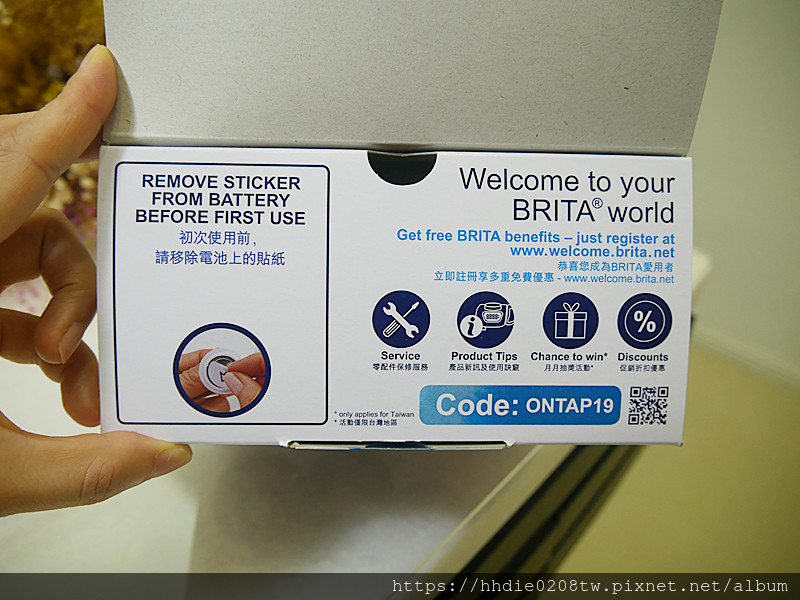 REMOVE STICKER
FROM BATTERY
BEFORE FIRST USE
初次使用前，
請移除電池上的貼紙
Welcome to your
BRITA® world
Get free BRITA benefits – just register at
www.welcome.brita.net
恭喜您成為BRITA愛用者
立即註冊享多重免費優惠 - www.welcome.brita.net
Service
零配件保修服務
Product Tips
產品新訊及使用訣竅
Chance to win*
月月抽獎活動*
%
Discounts
促銷折扣優惠
* only applies for Taiwan
* 活動僅限台灣地區
Code: ONTAP19
https://hhdie0208tw.pixnet.net/album